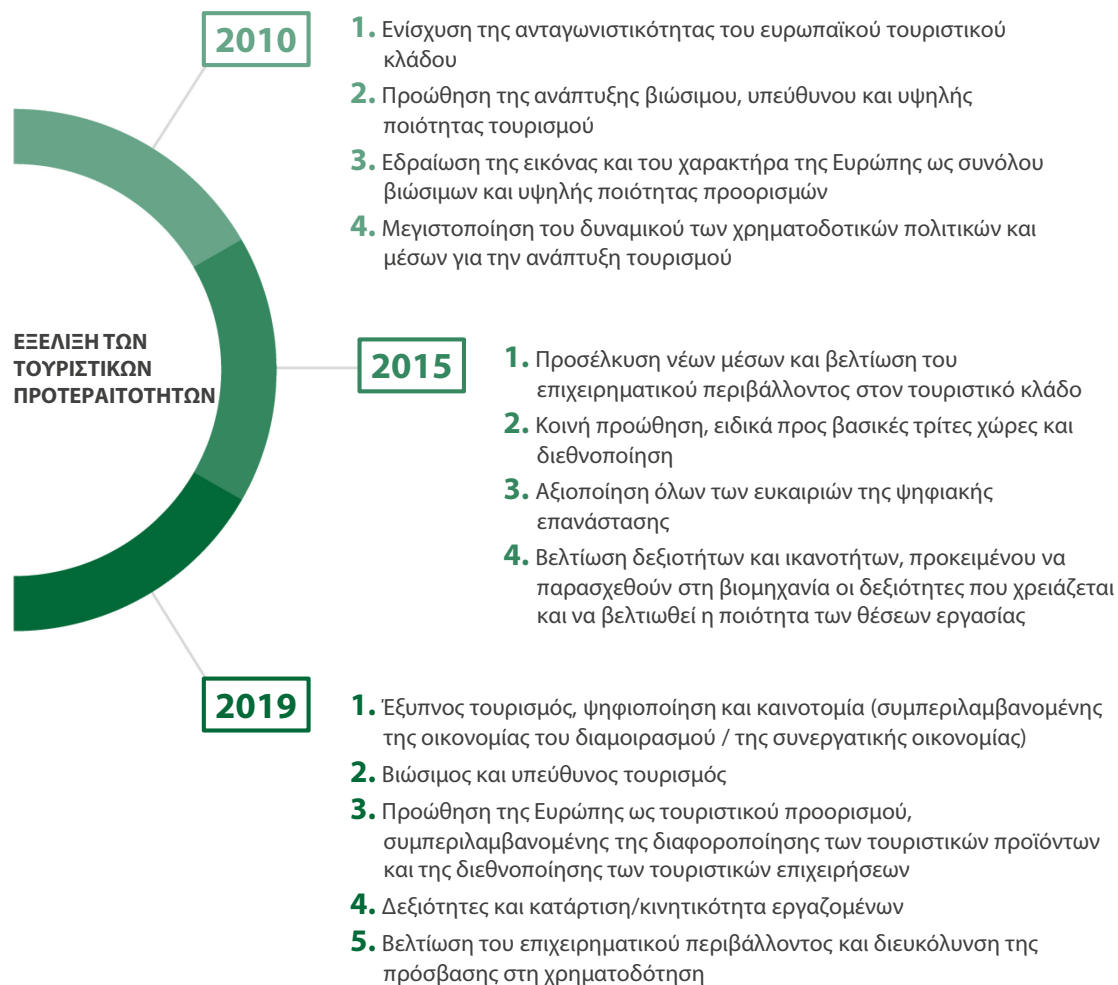 2010
1. Ενίσχυση της ανταγωνιστικότητας του ευρωπαϊκού τουριστικού
κλάδου
2. Προώθηση της ανάπτυξης βιώσιμου, υπεύθυνου και υψηλής
ποιότητας τουρισμού
3. Εδραίωση της εικόνας και του χαρακτήρα της Ευρώπης ως συνόλου
βιώσιμων και υψηλής ποιότητας προορισμών
4. Μεγιστοποίηση του δυναμικού των χρηματοδοτικών πολιτικών και
μέσων για την ανάπτυξη τουρισμού
ΕΞΕΛΙΞΗ ΤΩΝ
ΤΟΥΡΙΣΤΙΚΩΝ
ΠΡΟΤΕΡΑΙΤΟΤΗΤΩΝ
2015
1. Προσέλκυση νέων μέσων και βελτίωση του
επιχειρηματικού περιβάλλοντος στον τουριστικό κλάδο
2. Κοινή προώθηση, ειδικά προς βασικές τρίτες χώρες και
διεθνοποίηση
3. Αξιοποίηση όλων των ευκαιριών της ψηφιακής
επανάστασης
4. Βελτίωση δεξιοτήτων και ικανοτήτων, προκειμένου να
παρασχεθούν στη βιομηχανία οι δεξιότητες που χρειάζεται
και να βελτιωθεί η ποιότητα των θέσεων εργασίας
2019
1. Έξυπνος τουρισμός, ψηφιοποίηση και καινοτομία (συμπεριλαμβανομένης
της οικονομίας του διαμοιρασμού / της συνεργατικής οικονομίας)
2. Βιώσιμος και υπεύθυνος τουρισμός
3. Προώθηση της Ευρώπης ως τουριστικού προορισμού,
συμπεριλαμβανομένης της διαφοροποίησης των τουριστικών προϊόντων
και της διεθνοποίησης των τουριστικών επιχειρήσεων
4. Δεξιότητες και κατάρτιση/κινητικότητα εργαζομένων
5. Βελτίωση του επιχειρηματικού περιβάλλοντος και διευκόλυνση της
πρόσβασης στη χρηματοδότηση